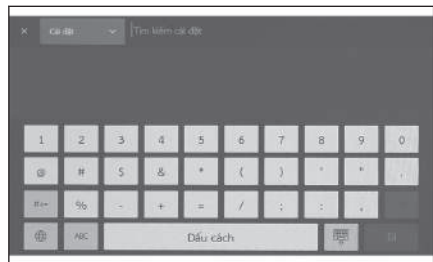 × Cài đặt Tìm kiếm cài đặt
1 2 3 4 5 6 7 8 9 0
@ # $ & * ( ) ' "
#+= % - + = / ; :
ABC Dấu cách Đi